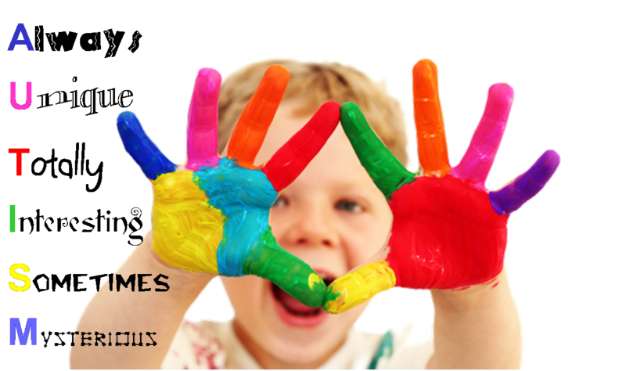 Always
Unique
Totally
Interesting
SOMETIMES
MYSTERIOUS